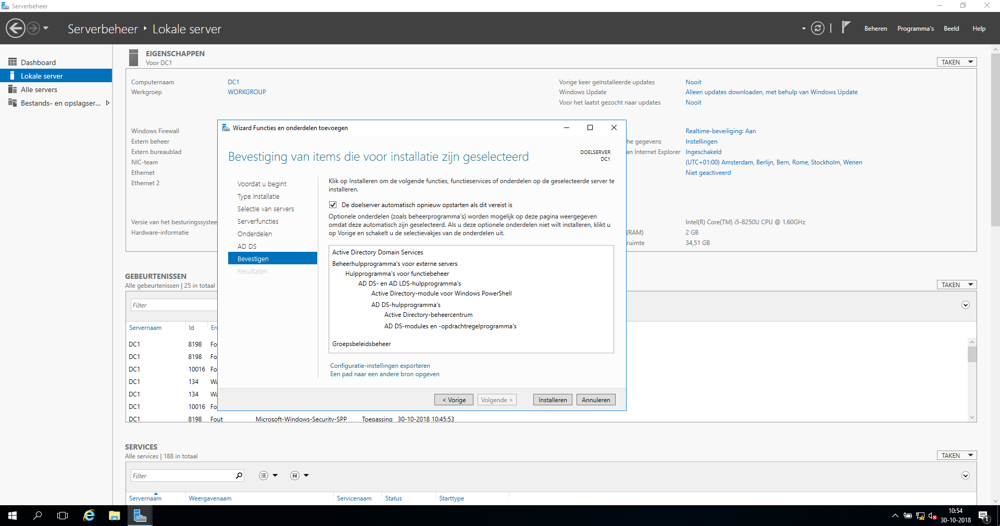 Serverbeheer
Serverbeheer ‣ Lokale server
Beheren Programma's Beeld Help
Dashboard
Lokale server
Alle servers
Bestands- en opslagser...
EIGENSCHAPPEN
Voor DC1
TAKEN
Computernaam DC1
Werkgroep WORKGROUP
Vorige keer geïnstalleerde updates Nooit
Windows Update Alleen updates downloaden, met behulp van Windows Update
Voor het laatst gezocht naar updates Nooit
Windows Firewall
Extern beheer
Extern bureaublad
NIC-team
Ethernet
Ethernet 2
Realtime-beveiliging: Aan
he gegevens Instellingen
an Internet Explorer Ingeschakeld
(UTC+01:00) Amsterdam, Berlijn, Bern, Rome, Stockholm, Wenen
Niet geactiveerd
Versie van het besturingssystee
Hardware-informatie
Intel(R) Core(TM) i5-8250U CPU @ 1.60GHz
(RAM) 2 GB
ruimte 34,51 GB
Wizard Functies en onderdelen toevoegen
Bevestiging van items die voor installatie zijn geselecteerd
DOELSERVER
DC1
Voordat u begint
Type installatie
Selectie van servers
Serverfuncties
Onderdelen
AD DS
Bevestigen
Resultaten
Klik op Installeren om de volgende functies, functieservices of onderdelen op de geselecteerde server te
installeren.
De doelserver automatisch opnieuw opstarten als dit vereist is
Optionele onderdelen (zoals beheerprogramma's) worden mogelijk op deze pagina weergegeven
omdat deze automatisch zijn geselecteerd. Als u deze optionele onderdelen niet wilt installeren, klikt u
op Vorige en schakelt u de selectievakjes van de onderdelen uit.
Active Directory Domain Services
Beheerhulpprogramma's voor externe servers
Hulpprogramma's voor functiebeheer
AD DS- en AD LDS-hulpprogramma's
Active Directory-module voor Windows PowerShell
AD DS-hulpprogramma's
Active Directory-beheercentrum
AD DS-modules en -opdrachtregelprogramma's
Groepsbeleidsbeheer
Configuratie-instellingen exporteren
Een pad naar een andere bron opgeven
< Vorige Volgende > Installeren Annuleren
GEBEURTENISSEN
Alle gebeurtenissen | 25 in totaal
TAKEN
Filter
Servernaam Id Er
DC1 8198 Fo
DC1 8198 Fo
DC1 10016 Fo
DC1 134 Wa
DC1 134 Wa
DC1 10016 Fo
DC1 8198 Fout Microsoft-Windows-Security-SPP Toepassing 30-10-2018 10:45:53
SERVICES
Alle services | 188 in totaal
TAKEN
Filter
Servernaam Weergavenaam Servicenaam Status Starttype
10:54
30-10-2018
1